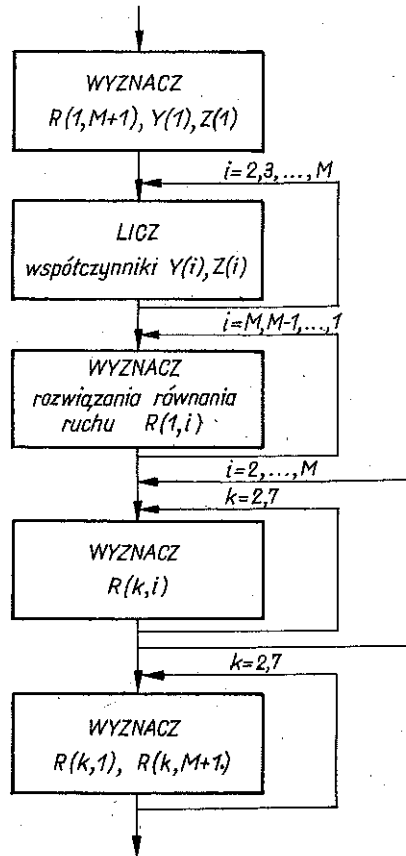 WYZNACZ
R(1,M+1), Y(1), Z(1)
i=2,3,...,M
LICZ
współczynniki Y(i), Z(i)
i=M,M-1,...,1
WYZNACZ
rozwiązania równania
ruchu R(1,i)
i=2,...,M
k=2,7
WYZNACZ
R(k,i)
k=2,7
WYZNACZ
R(k,1), R(k,M+1)